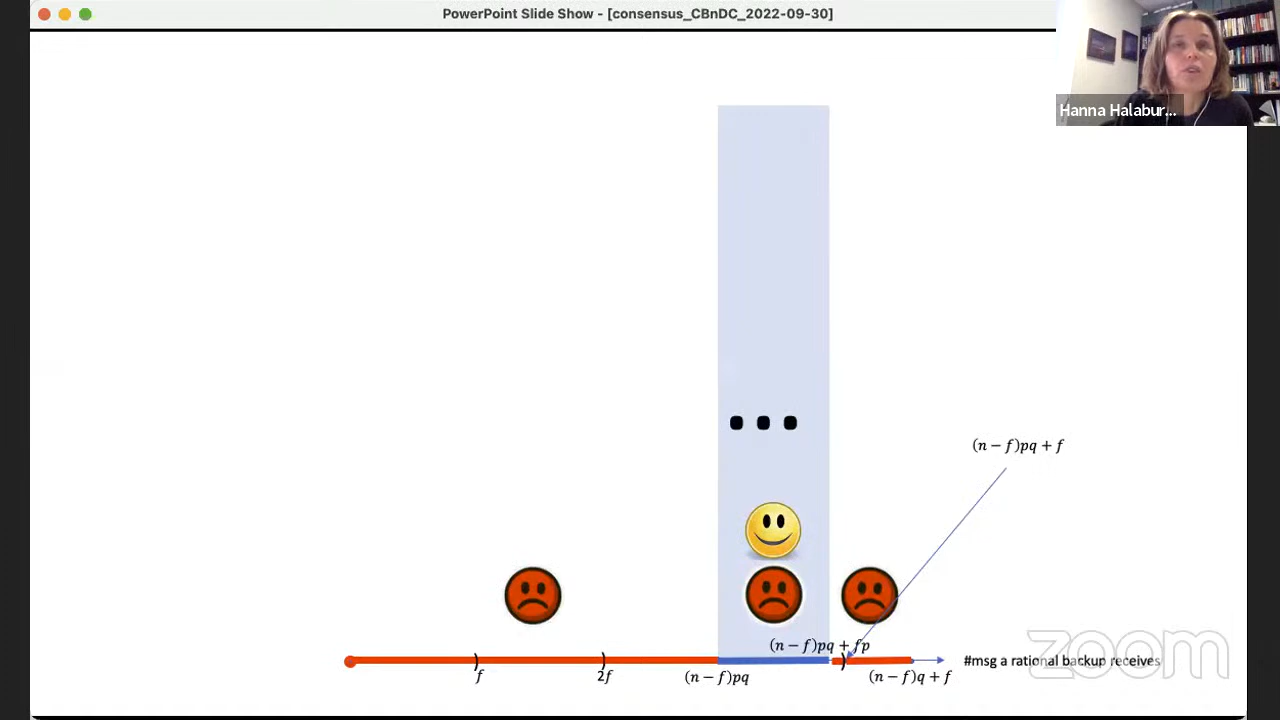 PowerPoint Slide Show - [consensus_CBnDC_2022-09-30]
Hanna Halabur...
(n − f)pq + f
(n − f)pq + fp
#msg a rational backup receives
f
2f
(n − f)pq
(n − f)q + f
zoom